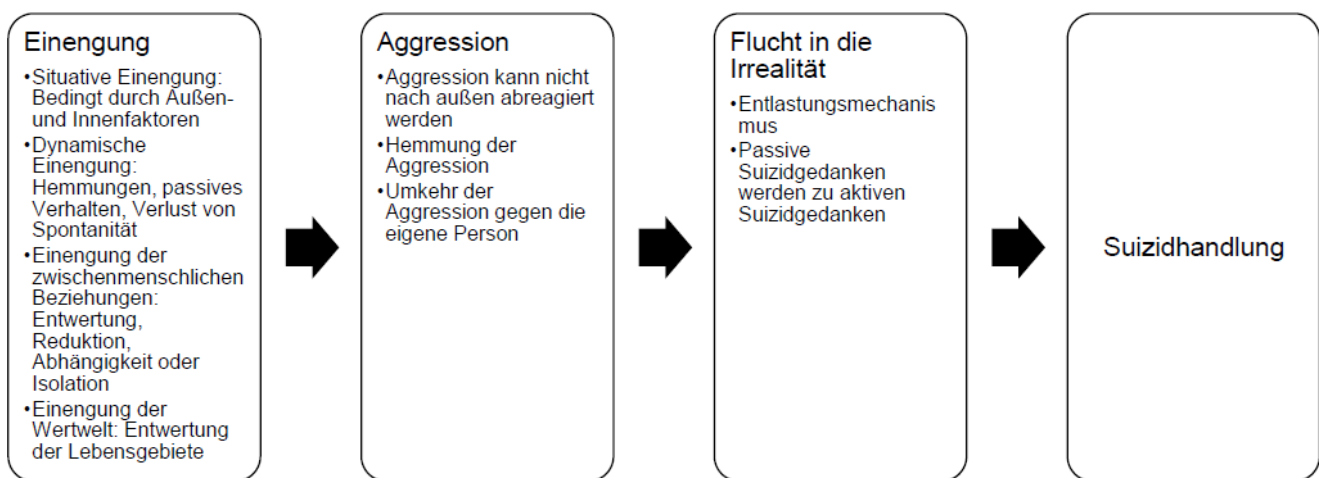 Einengung
•Situative Einengung:
Bedingt durch Außen-
und Innenfaktoren
•Dynamische
Einengung:
Hemmungen, passives
Verhalten, Verlust von
Spontanität
•Einengung der
zwischenmenschlichen
Beziehungen:
Entwertung,
Reduktion,
Abhängigkeit oder
Isolation
•Einengung der
Wertwelt: Entwertung
der Lebensgebiete
Aggression
•Aggression kann nicht
nach außen abreagiert
werden
•Hemmung der
Aggression
•Umkehr der
Aggression gegen die
eigene Person
Flucht in die
Irrealität
•Entlastungsmechanis
mus
•Passive
Suizidgedanken
werden zu aktiven
Suizidgedanken
Suizidhandlung